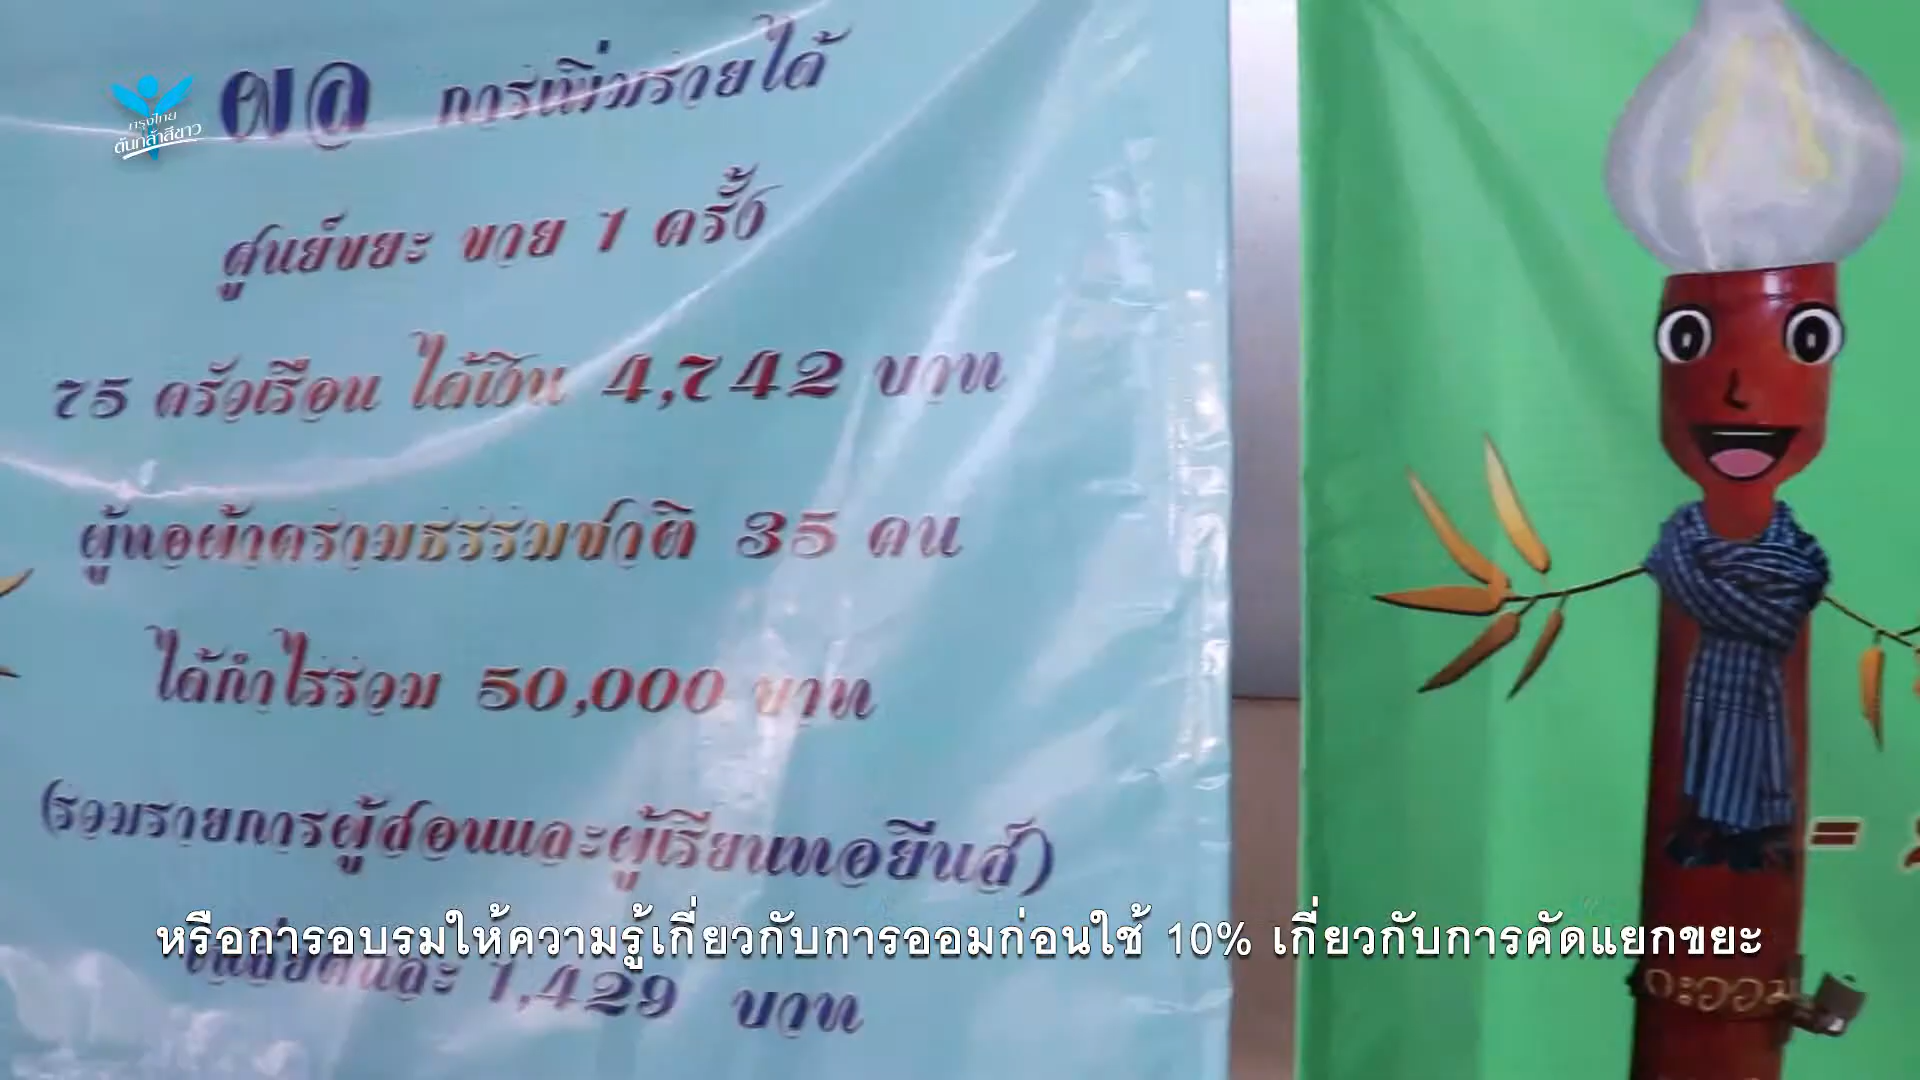 กรุงไทย
ต้นกล้าสีขาว
ผล การเพิ่มรายได้
ศูนย์ขยะ ขาย 1 ครั้ง
75 ครัวเรือน ได้เงิน 4,742 บาท
ผู้ทอผ้าครามธรรมชาติ 35 คน
ได้กำไรรวม 50,000 บาท
(รวมรายการผู้สอนและผู้เรียนทอยีนส์)
หรือการอบรมให้ความรู้เกี่ยวกับการออมก่อนใช้ 10% เกี่ยวกับการคัดแยกขยะ
เฉลี่ยคนละ 1,429 บาท
=
กะออม